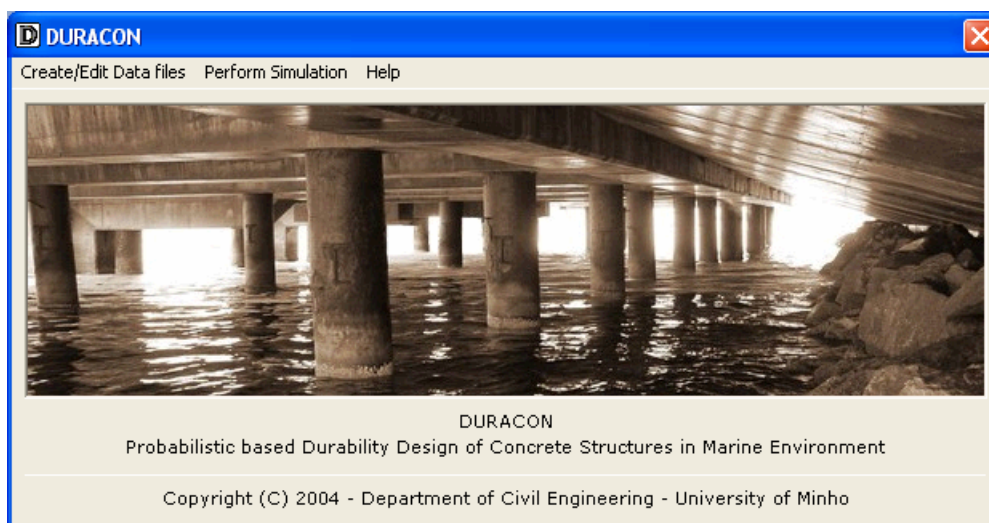 DURACON
Create/Edit Data files Perform Simulation Help
DURACON
Probabilistic based Durability Design of Concrete Structures in Marine Environment
Copyright (C) 2004 - Department of Civil Engineering - University of Minho